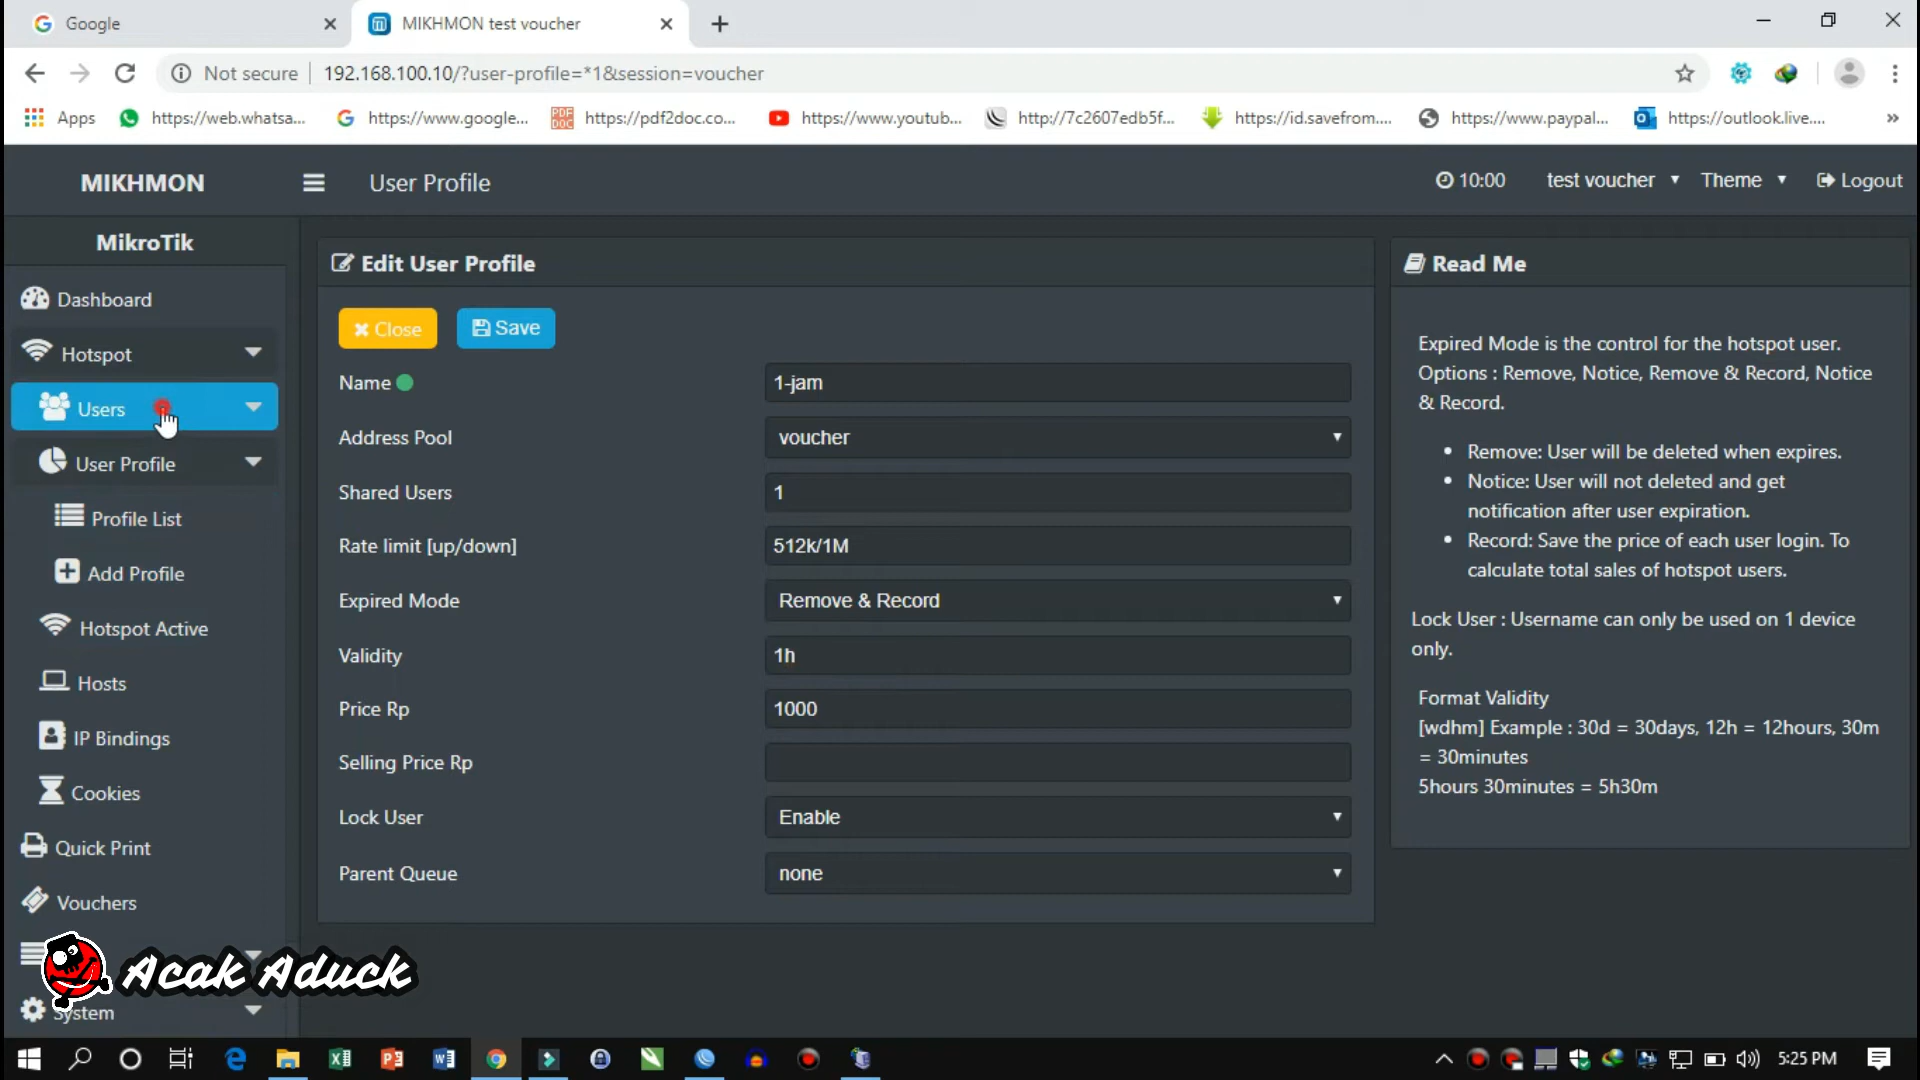 Google
MIKHMON test voucher
Not secure
192.168.100.10/?user-profile=*1&session=voucher
Apps
https://web.whatsa...
https://www.google...
https://pdf2doc.co...
https://www.youtub...
http://7c2607edb5f...
https://id.savefrom....
https://www.paypal...
https://outlook.live....
MIKHMON
User Profile
10:00
test voucher
Theme
Logout
MikroTik
Dashboard
Hotspot
Users
User Profile
Profile List
Add Profile
Hotspot Active
Hosts
IP Bindings
Cookies
Quick Print
Vouchers
System
Edit User Profile
Close
Save
Name
1-jam
Address Pool
voucher
Shared Users
1
Rate limit [up/down]
512k/1M
Expired Mode
Remove & Record
Validity
1h
Price Rp
1000
Selling Price Rp
Lock User
Enable
Parent Queue
none
Read Me
Expired Mode is the control for the hotspot user.
Options : Remove, Notice, Remove & Record, Notice
& Record.
Remove: User will be deleted when expires.
Notice: User will not deleted and get
notification after user expiration.
Record: Save the price of each user login. To
calculate total sales of hotspot users.
Lock User : Username can only be used on 1 device
only.
Format Validity
[wdhm] Example : 30d = 30days, 12h = 12hours, 30m
= 30minutes
5hours 30minutes = 5h30m
Acak Aduck
5:25 PM